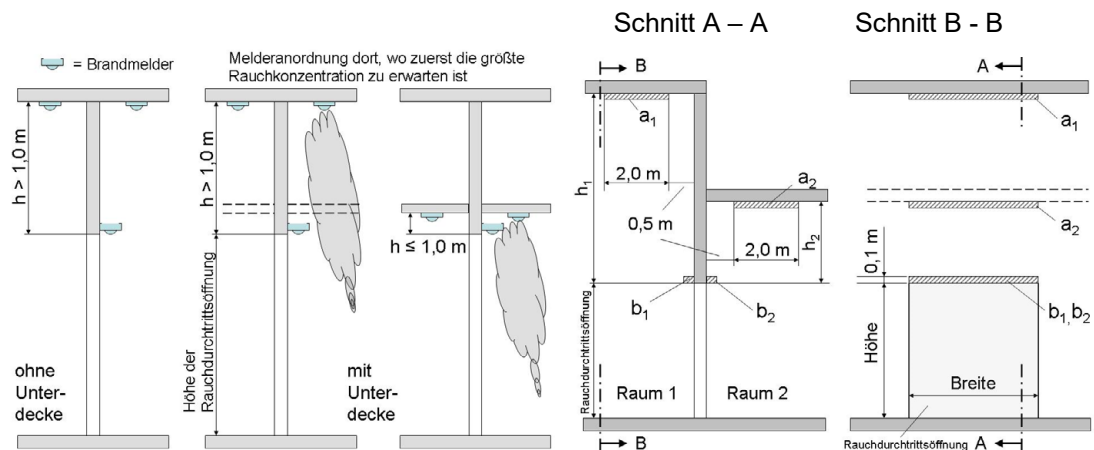 Schnitt A – A
Schnitt B - B
= Brandmelder
Melderanordnung dort, wo zuerst die größte
Rauchkonzentration zu erwarten ist
h > 1,0 m
ohne
Unter-
decke
h > 1,0 m
Höhe der
Rauchdurchtrittsöffnung
mit
Unter-
decke
h ≤ 1,0 m
B
a₁
h₁
2,0 m
0,5 m
a₂
2,0 m
h₂
b₁
b₂
Rauchdurchtrittsöffnung
Raum 1
Raum 2
B
A
a₁
a₂
0,1 m
b₁, b₂
Höhe
Breite
Rauchdurchtrittsöffnung
A